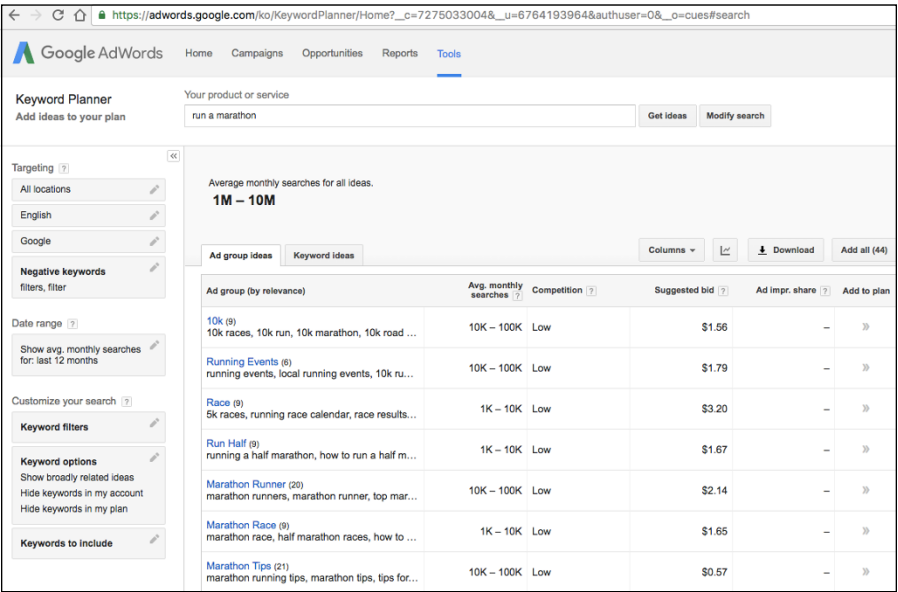 https://adwords.google.com/ko/KeywordPlanner/Home?__c=7275033004&__u=6764193964&authuser=0&__o=cues#search
Google AdWords Home Campaigns Opportunities Reports Tools
Keyword Planner
Add ideas to your plan
Your product or service
run a marathon
Get ideas Modify search
Targeting ?
All locations
English
Google
Negative keywords
filters, filter
Date range ?
Show avg. monthly searches
for: last 12 months
Customize your search ?
Keyword filters
Keyword options
Show broadly related ideas
Hide keywords in my account
Hide keywords in my plan
Keywords to include
Average monthly searches for all ideas.
1M – 10M
Ad group ideas Keyword ideas Columns Download Add all (44)
Ad group (by relevance) Avg. monthly searches ? Competition ? Suggested bid ? Ad impr. share ? Add to plan
10k (9)
10k races, 10k run, 10k marathon, 10k road ... 10K – 100K Low $1.56 – »
Running Events (6)
running events, local running events, 10k ru... 10K – 100K Low $1.79 – »
Race (9)
5k races, running race calendar, race results... 1K – 10K Low $3.20 – »
Run Half (9)
running a half marathon, how to run a half m... 1K – 10K Low $1.67 – »
Marathon Runner (20)
marathon runners, marathon runner, top mar... 10K – 100K Low $2.14 – »
Marathon Race (9)
marathon race, half marathon races, how to ... 1K – 10K Low $1.65 – »
Marathon Tips (21)
marathon running tips, marathon tips, tips for... 10K – 100K Low $0.57 – »